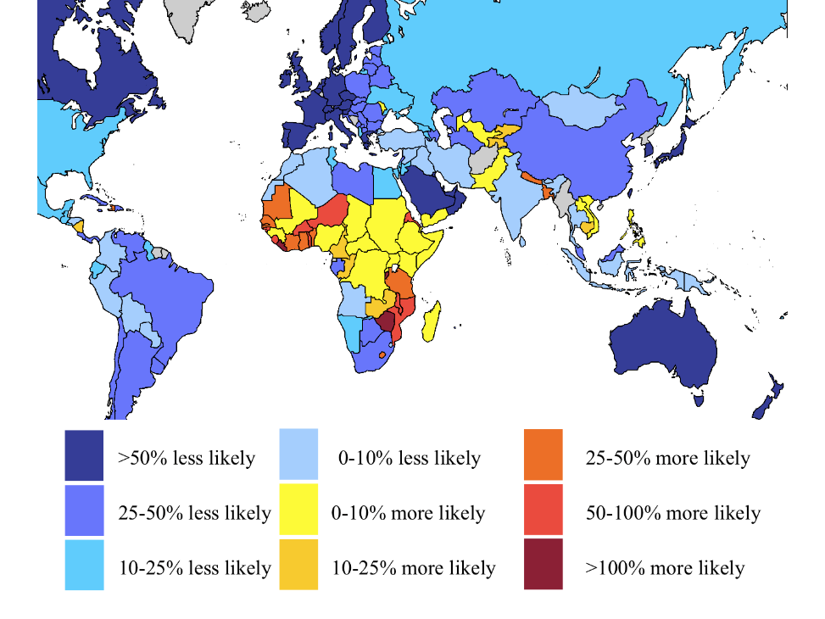 >50% less likely
0-10% less likely
25-50% more likely
25-50% less likely
0-10% more likely
50-100% more likely
10-25% less likely
10-25% more likely
>100% more likely